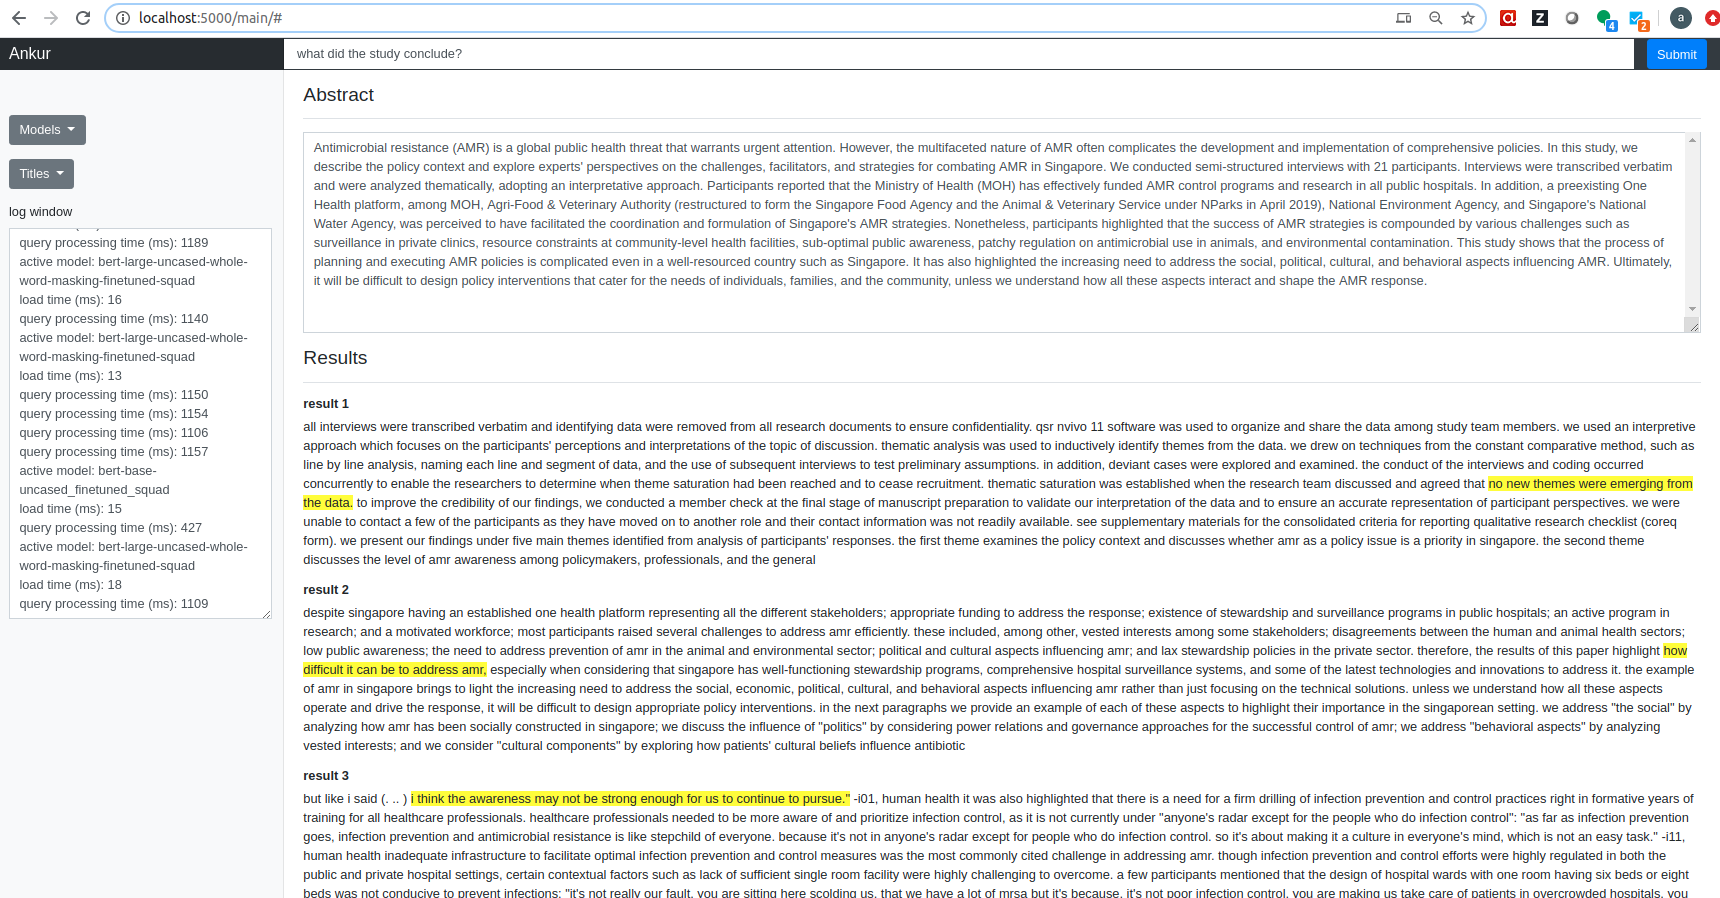 localhost:5000/main/#
a
4
2
a
Ankur
what did the study conclude?
Submit
Abstract
Models
Titles
log window
query processing time (ms): 1189
active model: bert-large-uncased-whole-
word-masking-finetuned-squad
load time (ms): 16
query processing time (ms): 1140
active model: bert-large-uncased-whole-
word-masking-finetuned-squad
load time (ms): 13
query processing time (ms): 1150
query processing time (ms): 1154
query processing time (ms): 1106
query processing time (ms): 1157
active model: bert-base-
uncased_finetuned_squad
load time (ms): 15
query processing time (ms): 427
active model: bert-large-uncased-whole-
word-masking-finetuned-squad
load time (ms): 18
query processing time (ms): 1109
Antimicrobial resistance (AMR) is a global public health threat that warrants urgent attention. However, the multifaceted nature of AMR often complicates the development and implementation of comprehensive policies. In this study, we
describe the policy context and explore experts' perspectives on the challenges, facilitators, and strategies for combating AMR in Singapore. We conducted semi-structured interviews with 21 participants. Interviews were transcribed verbatim
and were analyzed thematically, adopting an interpretative approach. Participants reported that the Ministry of Health (MOH) has effectively funded AMR control programs and research in all public hospitals. In addition, a preexisting One
Health platform, among MOH, Agri-Food & Veterinary Authority (restructured to form the Singapore Food Agency and the Animal & Veterinary Service under NParks in April 2019), National Environment Agency, and Singapore's National
Water Agency, was perceived to have facilitated the coordination and formulation of Singapore's AMR strategies. Nonetheless, participants highlighted that the success of AMR strategies is compounded by various challenges such as
surveillance in private clinics, resource constraints at community-level health facilities, sub-optimal public awareness, patchy regulation on antimicrobial use in animals, and environmental contamination. This study shows that the process of
planning and executing AMR policies is complicated even in a well-resourced country such as Singapore. It has also highlighted the increasing need to address the social, political, cultural, and behavioral aspects influencing AMR. Ultimately,
it will be difficult to design policy interventions that cater for the needs of individuals, families, and the community, unless we understand how all these aspects interact and shape the AMR response.
Results
result 1
all interviews were transcribed verbatim and identifying data were removed from all research documents to ensure confidentiality. qsr nvivo 11 software was used to organize and share the data among study team members. we used an interpretive
approach which focuses on the participants' perceptions and interpretations of the topic of discussion. thematic analysis was used to inductively identify themes from the data. we drew on techniques from the constant comparative method, such as
line by line analysis, naming each line and segment of data, and the use of subsequent interviews to test preliminary assumptions. in addition, deviant cases were explored and examined. the conduct of the interviews and coding occurred
concurrently to enable the researchers to determine when theme saturation had been reached and to cease recruitment. thematic saturation was established when the research team discussed and agreed that no new themes were emerging from
the data. to improve the credibility of our findings, we conducted a member check at the final stage of manuscript preparation to validate our interpretation of the data and to ensure an accurate representation of participant perspectives. we were
unable to contact a few of the participants as they have moved on to another role and their contact information was not readily available. see supplementary materials for the consolidated criteria for reporting qualitative research checklist (coreq
form). we present our findings under five main themes identified from analysis of participants' responses. the first theme examines the policy context and discusses whether amr as a policy issue is a priority in singapore. the second theme
discusses the level of amr awareness among policymakers, professionals, and the general
result 2
despite singapore having an established one health platform representing all the different stakeholders; appropriate funding to address the response; existence of stewardship and surveillance programs in public hospitals; an active program in
research; and a motivated workforce; most participants raised several challenges to address amr efficiently. these included, among other, vested interests among some stakeholders; disagreements between the human and animal health sectors;
low public awareness; the need to address prevention of amr in the animal and environmental sector; political and cultural aspects influencing amr; and lax stewardship policies in the private sector. therefore, the results of this paper highlight how
difficult it can be to address amr, especially when considering that singapore has well-functioning stewardship programs, comprehensive hospital surveillance systems, and some of the latest technologies and innovations to address it. the example
of amr in singapore brings to light the increasing need to address the social, economic, political, cultural, and behavioral aspects influencing amr rather than just focusing on the technical solutions. unless we understand how all these aspects
operate and drive the response, it will be difficult to design appropriate policy interventions. in the next paragraphs we provide an example of each of these aspects to highlight their importance in the singaporean setting. we address "the social" by
analyzing how amr has been socially constructed in singapore; we discuss the influence of "politics" by considering power relations and governance approaches for the successful control of amr; we address "behavioral aspects" by analyzing
vested interests; and we consider "cultural components" by exploring how patients' cultural beliefs influence antibiotic
result 3
but like i said (. .. ) i think the awareness may not be strong enough for us to continue to pursue." -i01, human health it was also highlighted that there is a need for a firm drilling of infection prevention and control practices right in formative years of
training for all healthcare professionals. healthcare professionals needed to be more aware of and prioritize infection control, as it is not currently under "anyone's radar except for the people who do infection control": "as far as infection prevention
goes, infection prevention and antimicrobial resistance is like stepchild of everyone. because it's not in anyone's radar except for people who do infection control. so it's about making it a culture in everyone's mind, which is not an easy task." -i11,
human health inadequate infrastructure to facilitate optimal infection prevention and control measures was the most commonly cited challenge in addressing amr. though infection prevention and control efforts were highly regulated in both the
public and private hospital settings, certain contextual factors such as lack of sufficient single room facility were highly challenging to overcome. a few participants mentioned that the design of hospital wards with one room having six beds or eight
beds was not conducive to prevent infections: "it's not really our fault. you are sitting here scolding us, that we have a lot of mrsa but it's because, it's not poor infection control, you are making us take care of patients in overcrowded hospitals, you